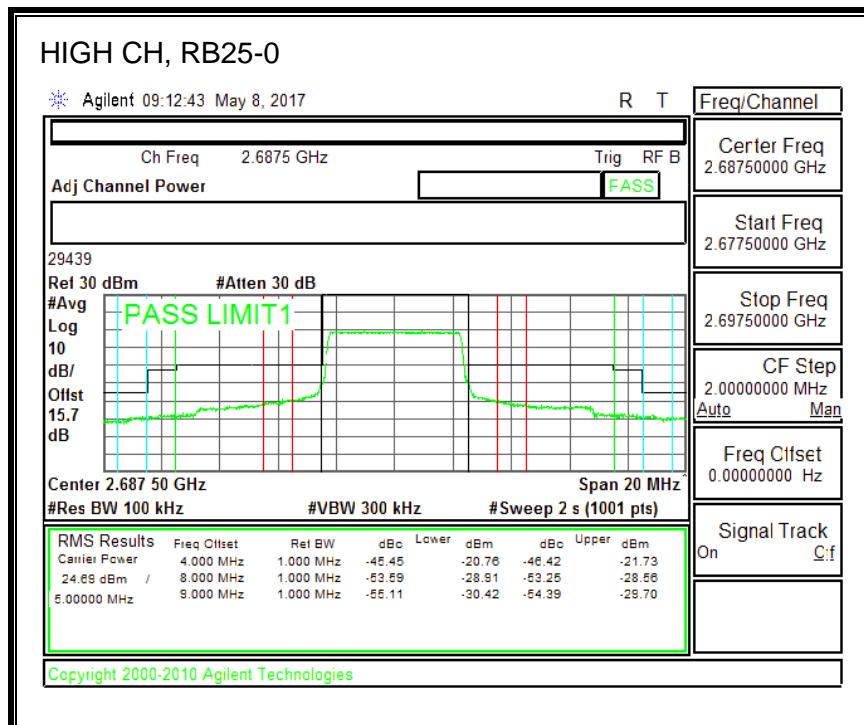 HIGH CH, RB25-0
Agilent 09:12:43 May 8, 2017 R T
Freq/Channel
Ch Freq 2.6875 GHz Trig RF B
Adj Channel Power PASS
Center Freq
2.68750000 GHz
Start Freq
2.67750000 GHz
Stop Freq
2.69750000 GHz
CF Step
2.00000000 MHz
Auto Man
Freq Offset
0.00000000 Hz
Signal Track
On Off
29439
Ref 30 dBm #Atten 30 dB
#Avg
Log
10
dB/
Offst
15.7
dB
PASS LIMIT1
Center 2.687 50 GHz Span 20 MHz^
#Res BW 100 kHz #VBW 300 kHz #Sweep 2 s (1001 pts)
RMS Results Freq Offset Ref BW dBc Lower dBm dBc Upper dBm
Carrier Power 4.000 MHz 1.000 MHz -45.45 -20.76 -46.42 -21.73
24.69 dBm / 8.000 MHz 1.000 MHz -53.59 -28.91 -53.25 -28.56
5.00000 MHz 9.000 MHz 1.000 MHz -55.11 -30.42 -54.39 -29.70
Copyright 2000-2010 Agilent Technologies